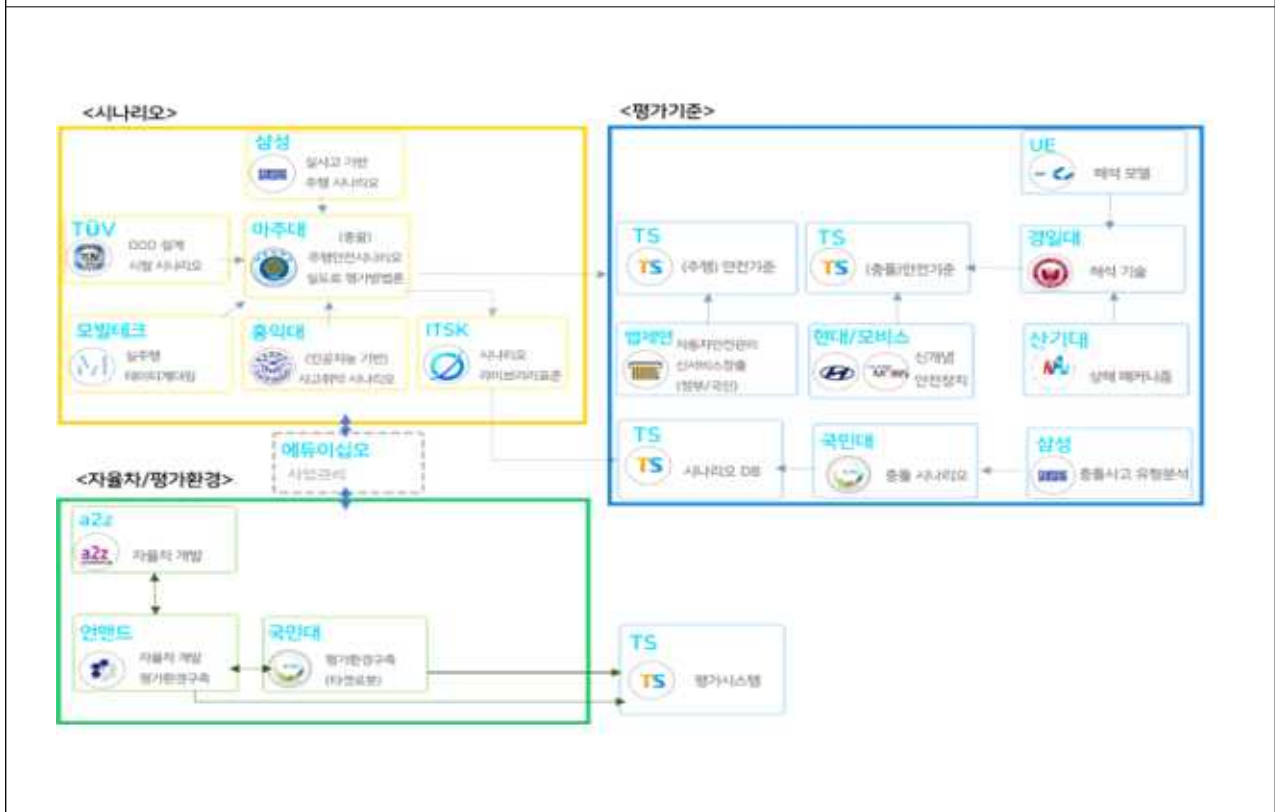 <시나리오>
삼성
실사고 기반
주행 시나리오
TÜV
ODD 설계
시험 시나리오
아주대
(총괄)
주행안전시나리오
실도로 평가방법론
모빌테크
실주행
데이터게더링
홍익대
(인공지능 기반)
사고취약 시나리오
ITSK
시나리오
라이브러리표준
에듀이십오
사업관리
<평가기준>
UE
해석 모델
TS
TS
(주행) 안전기준
TS
TS
(충돌)안전기준
경일대
해석 기술
법제연
자동차안전관리
신서비스창출
(정부/국민)
현대/모비스
신개념
안전장치
산기대
상해 메커니즘
TS
TS
시나리오 DB
국민대
충돌 시나리오
삼성
충돌사고 유형분석
<자율차/평가환경>
a2z
a2z
자율차 개발
언맨드
자율차 개발
평가환경구축
국민대
평가환경구축
(타겟로봇)
TS
TS
평가시스템